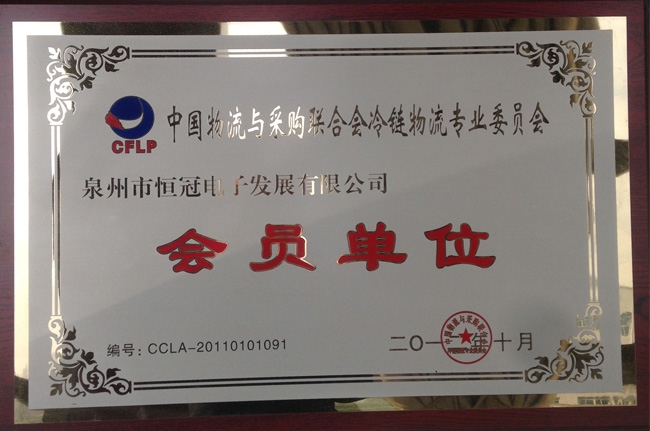 CFLP
中国物流与采购联合会冷链物流专业委员会
泉州市恒冠电子发展有限公司
会员单位
编号：CCLA-20110101091
二〇一一年十月